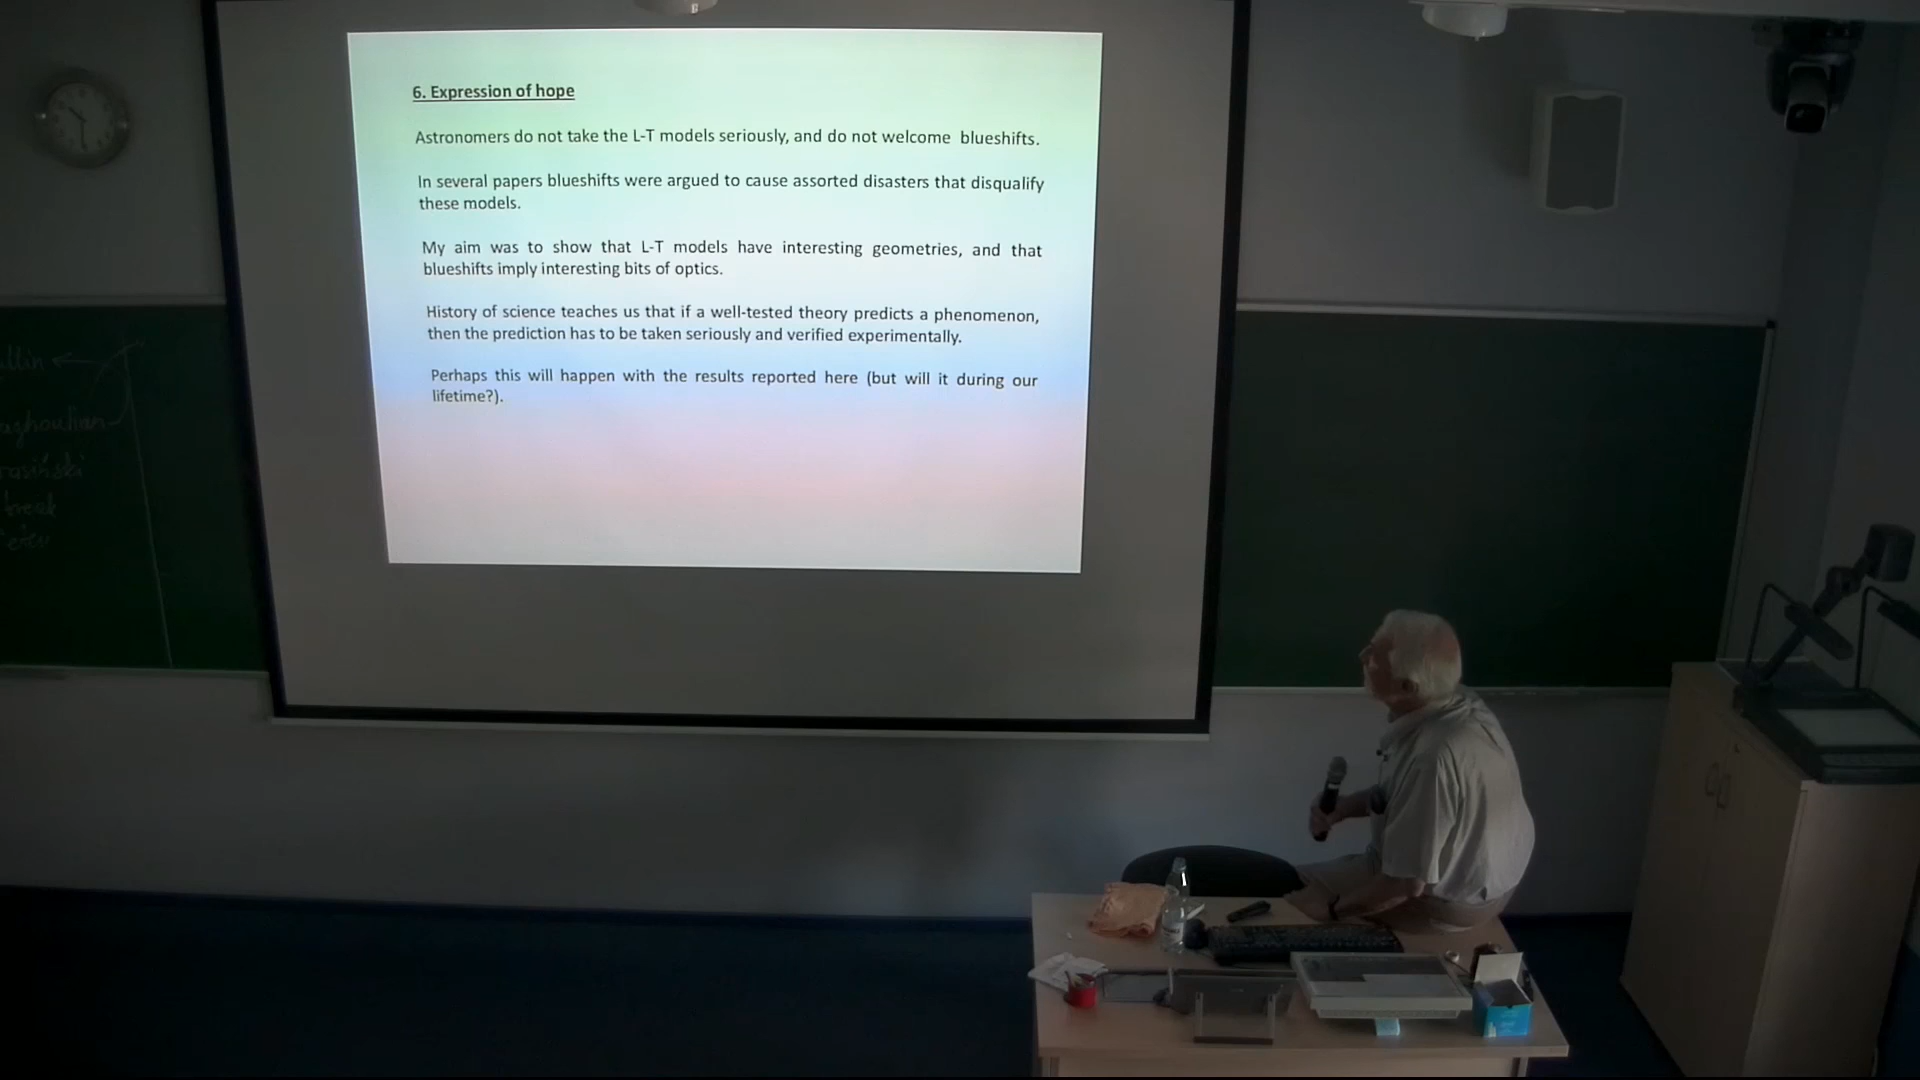 6. Expression of hope
Astronomers do not take the L-T models seriously, and do not welcome blueshifts.
In several papers blueshifts were argued to cause assorted disasters that disqualify
these models.
My aim was to show that L-T models have interesting geometries, and that
blueshifts imply interesting bits of optics.
History of science teaches us that if a well-tested theory predicts a phenomenon,
then the prediction has to be taken seriously and verified experimentally.
Perhaps this will happen with the results reported here (but will it during our
lifetime?).